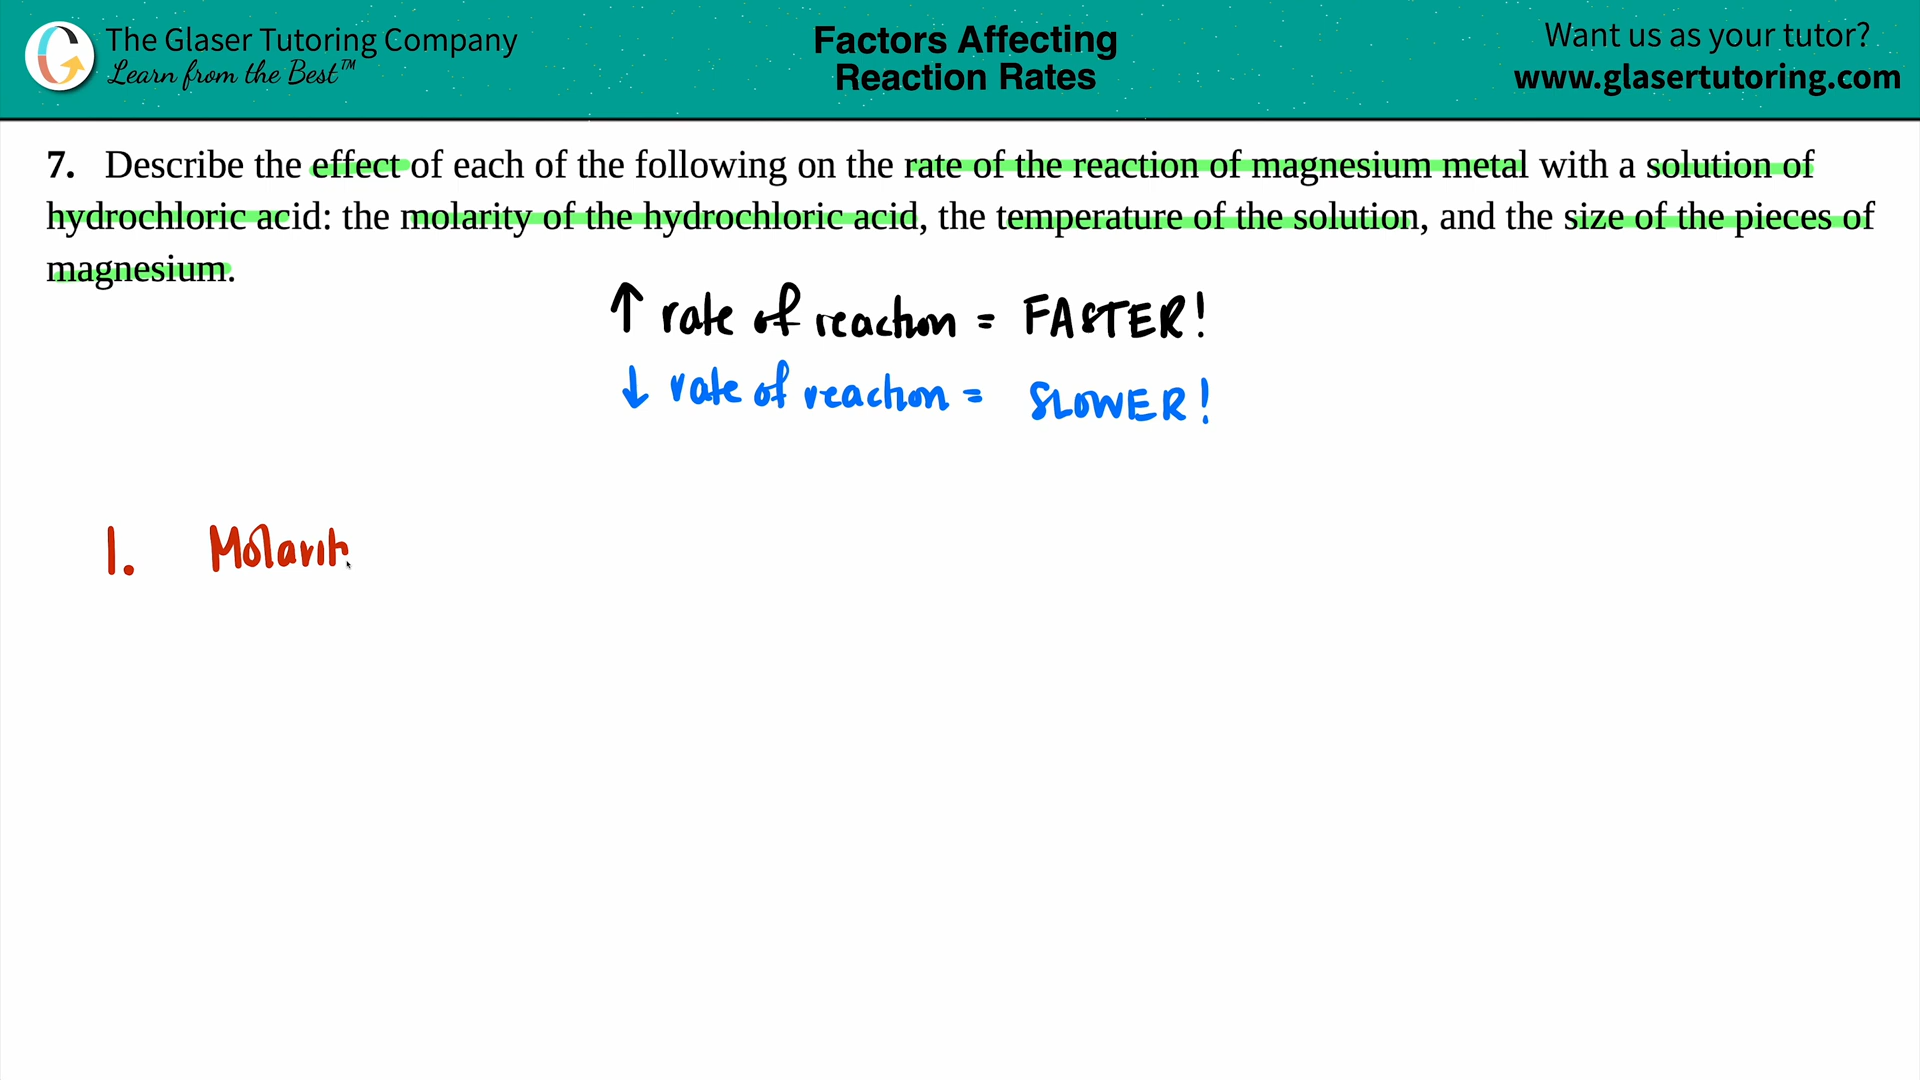 The Glaser Tutoring Company
Learn from the Best™
Factors Affecting
Reaction Rates
Want us as your tutor?
www.glasertutoring.com
7. Describe the effect of each of the following on the rate of the reaction of magnesium metal with a solution of
hydrochloric acid: the molarity of the hydrochloric acid, the temperature of the solution, and the size of the pieces of
magnesium.
↑ rate of reaction = FASTER!
↓ rate of reaction = SLOWER!
1. Molarit